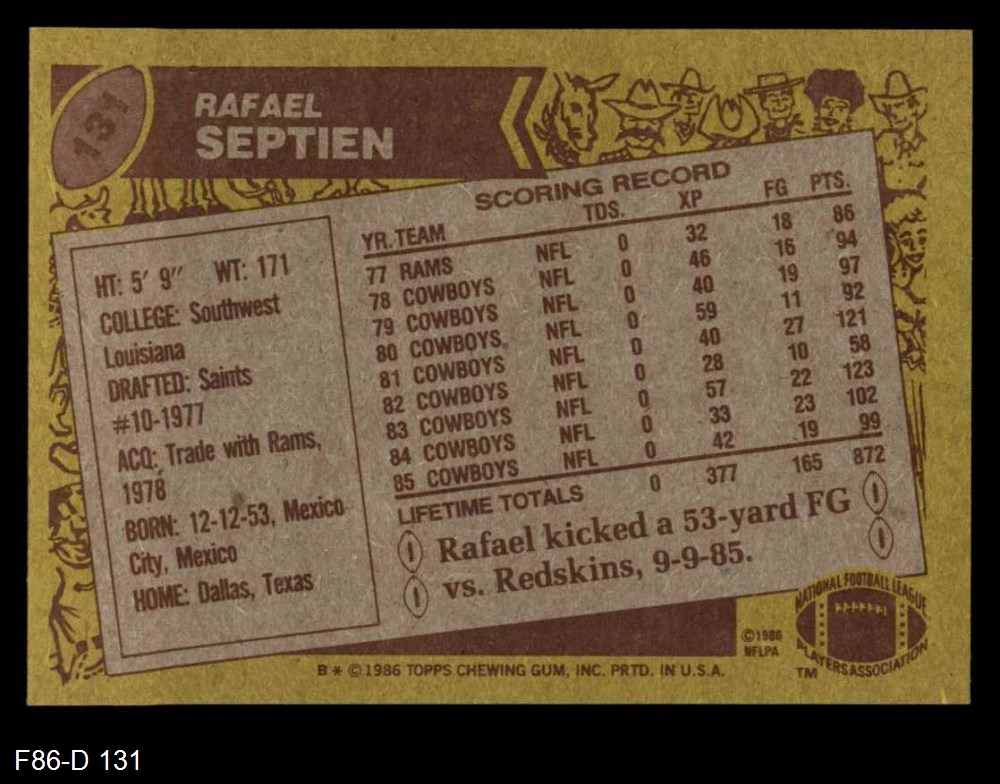 131
RAFAEL
SEPTIEN
HT: 5' 9" WT: 171
COLLEGE: Southwest
Louisiana
DRAFTED: Saints
#10-1977
ACQ: Trade with Rams,
1978
BORN: 12-12-53, Mexico
City, Mexico
HOME: Dallas, Texas
SCORING RECORD
YR. TEAM TDS. XP FG PTS.
77 RAMS NFL 0 32 18 86
78 COWBOYS NFL 0 46 16 94
79 COWBOYS NFL 0 40 19 97
80 COWBOYS NFL 0 59 11 92
81 COWBOYS NFL 0 40 27 121
82 COWBOYS NFL 0 28 10 58
83 COWBOYS NFL 0 57 22 123
84 COWBOYS NFL 0 33 23 102
85 COWBOYS NFL 0 42 19 99
LIFETIME TOTALS 0 377 165 872
Rafael kicked a 53-yard FG
vs. Redskins, 9-9-85.
©1986
NFLPA
NATIONAL FOOTBALL LEAGUE
PLAYERS ASSOCIATION
TM
B * © 1986 TOPPS CHEWING GUM, INC. PRTD. IN U.S.A.
F86-D 131